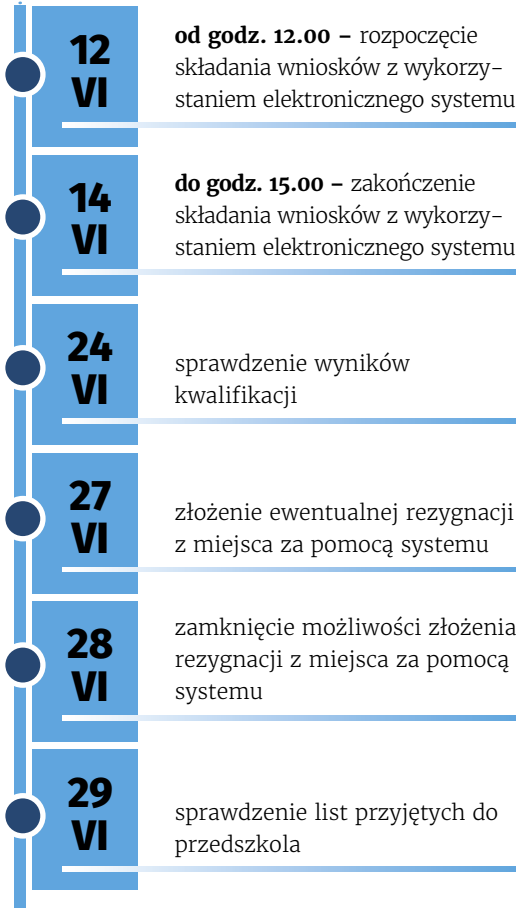 12
VI
od godz. 12.00 – rozpoczęcie
składania wniosków z wykorzy-
staniem elektronicznego systemu
14
VI
do godz. 15.00 – zakończenie
składania wniosków z wykorzy-
staniem elektronicznego systemu
24
VI
sprawdzenie wyników
kwalifikacji
27
VI
złożenie ewentualnej rezygnacji
z miejsca za pomocą systemu
28
VI
zamknięcie możliwości złożenia
rezygnacji z miejsca za pomocą
systemu
29
VI
sprawdzenie list przyjętych do
przedszkola